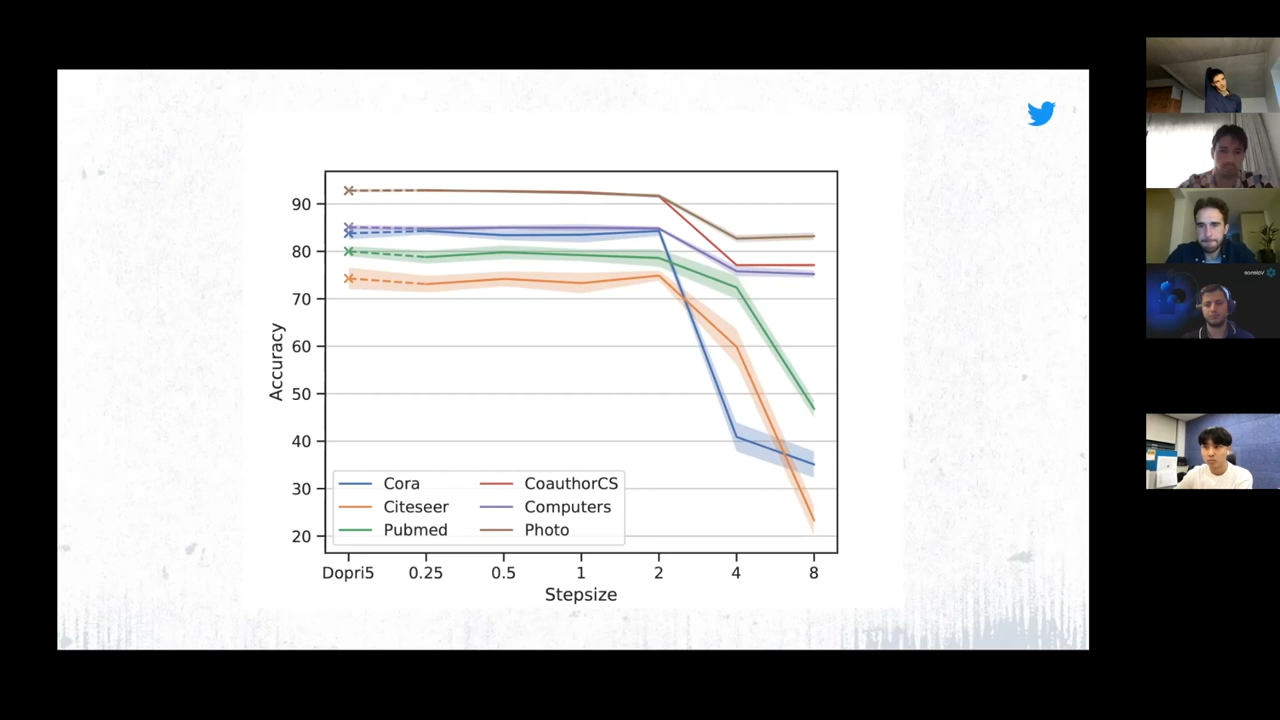 Accuracy
90
80
70
60
50
40
30
20
Cora
Citeseer
Pubmed
CoauthorCS
Computers
Photo
Dopri5 0.25 0.5 1 2 4 8
Stepsize